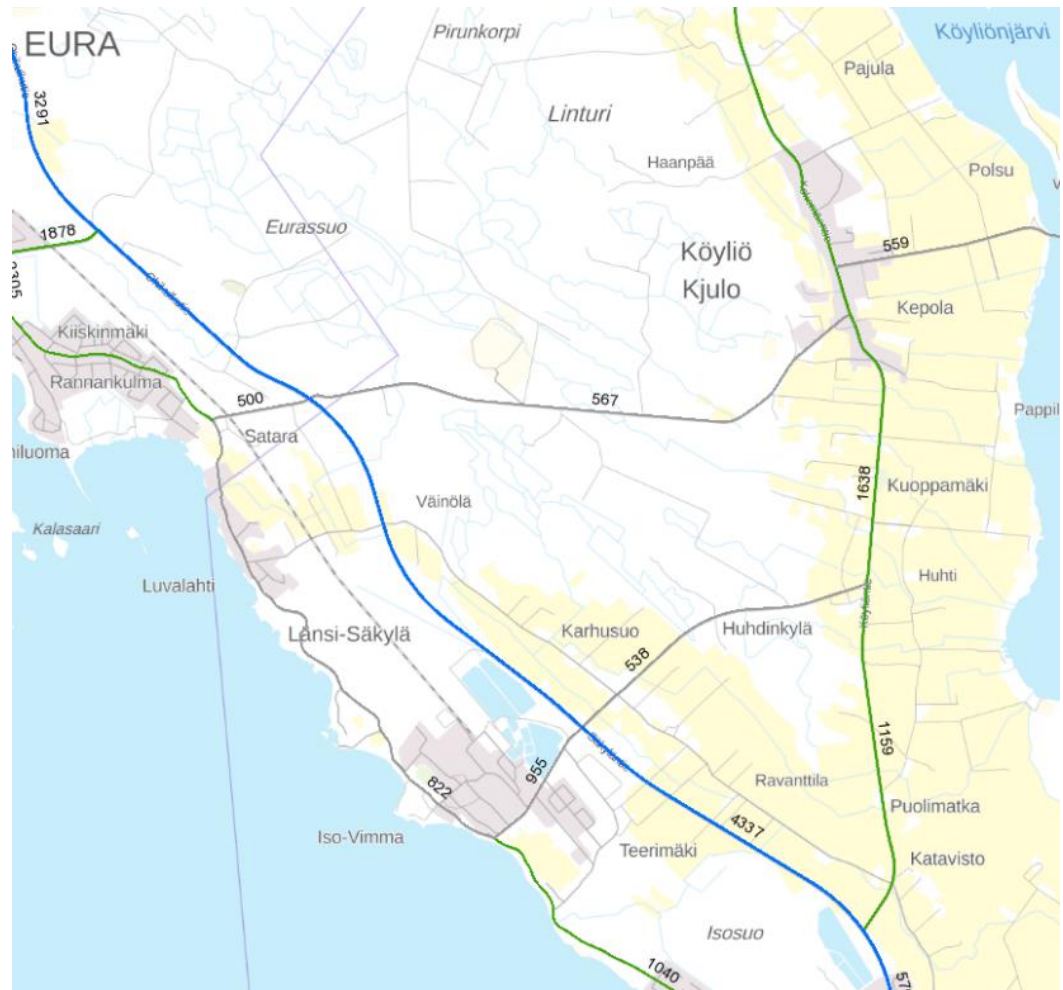 EURA
Pirunkorpi
Köyliönjärvi
Pajula
3291
Linturi
Haanpää
Polsu
Eurassuo
1878
559
Köyliö
Kjulo
Kepola
Kiiskinmäki
Rannankulma
500
567
Satara
Pappil
niluoma
1638
Kuoppamäki
Väinölä
Kalasaari
Luvalahti
Huhti
Länsi-Säkylä
Karhusuo
538
Huhdinkylä
1159
955
822
Ravanttila
Puolimatka
4337
Iso-Vimma
Teerimäki
Katavisto
Isosuo
1040